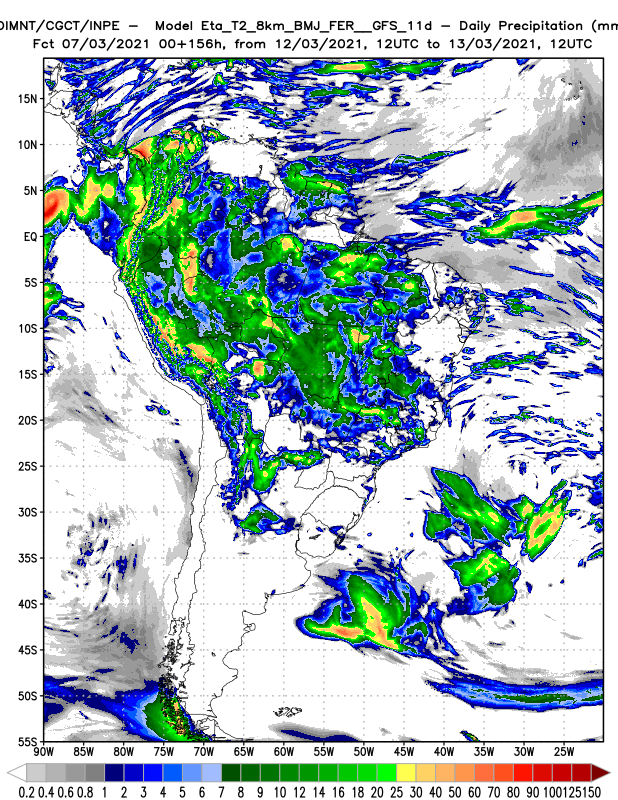 DIMNT/CGCT/INPE — Model Eta_T2_8km_BMJ_FER__GFS_11d — Daily Precipitation (mm
Fct 07/03/2021 00+156h, from 12/03/2021, 12UTC to 13/03/2021, 12UTC
15N
10N
5N
EQ
5S
10S
15S
20S
25S
30S
35S
40S
45S
50S
55S
90W 85W 80W 75W 70W 65W 60W 55W 50W 45W 40W 35W 30W 25W
0.2 0.4 0.6 0.8 1 2 3 4 5 6 7 8 9 10 12 14 16 18 20 25 30 40 50 60 70 80 90 100 125 150